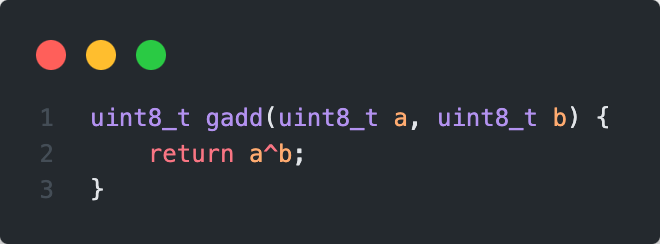 1 uint8_t gadd(uint8_t a, uint8_t b) {
2     return a^b;
3 }